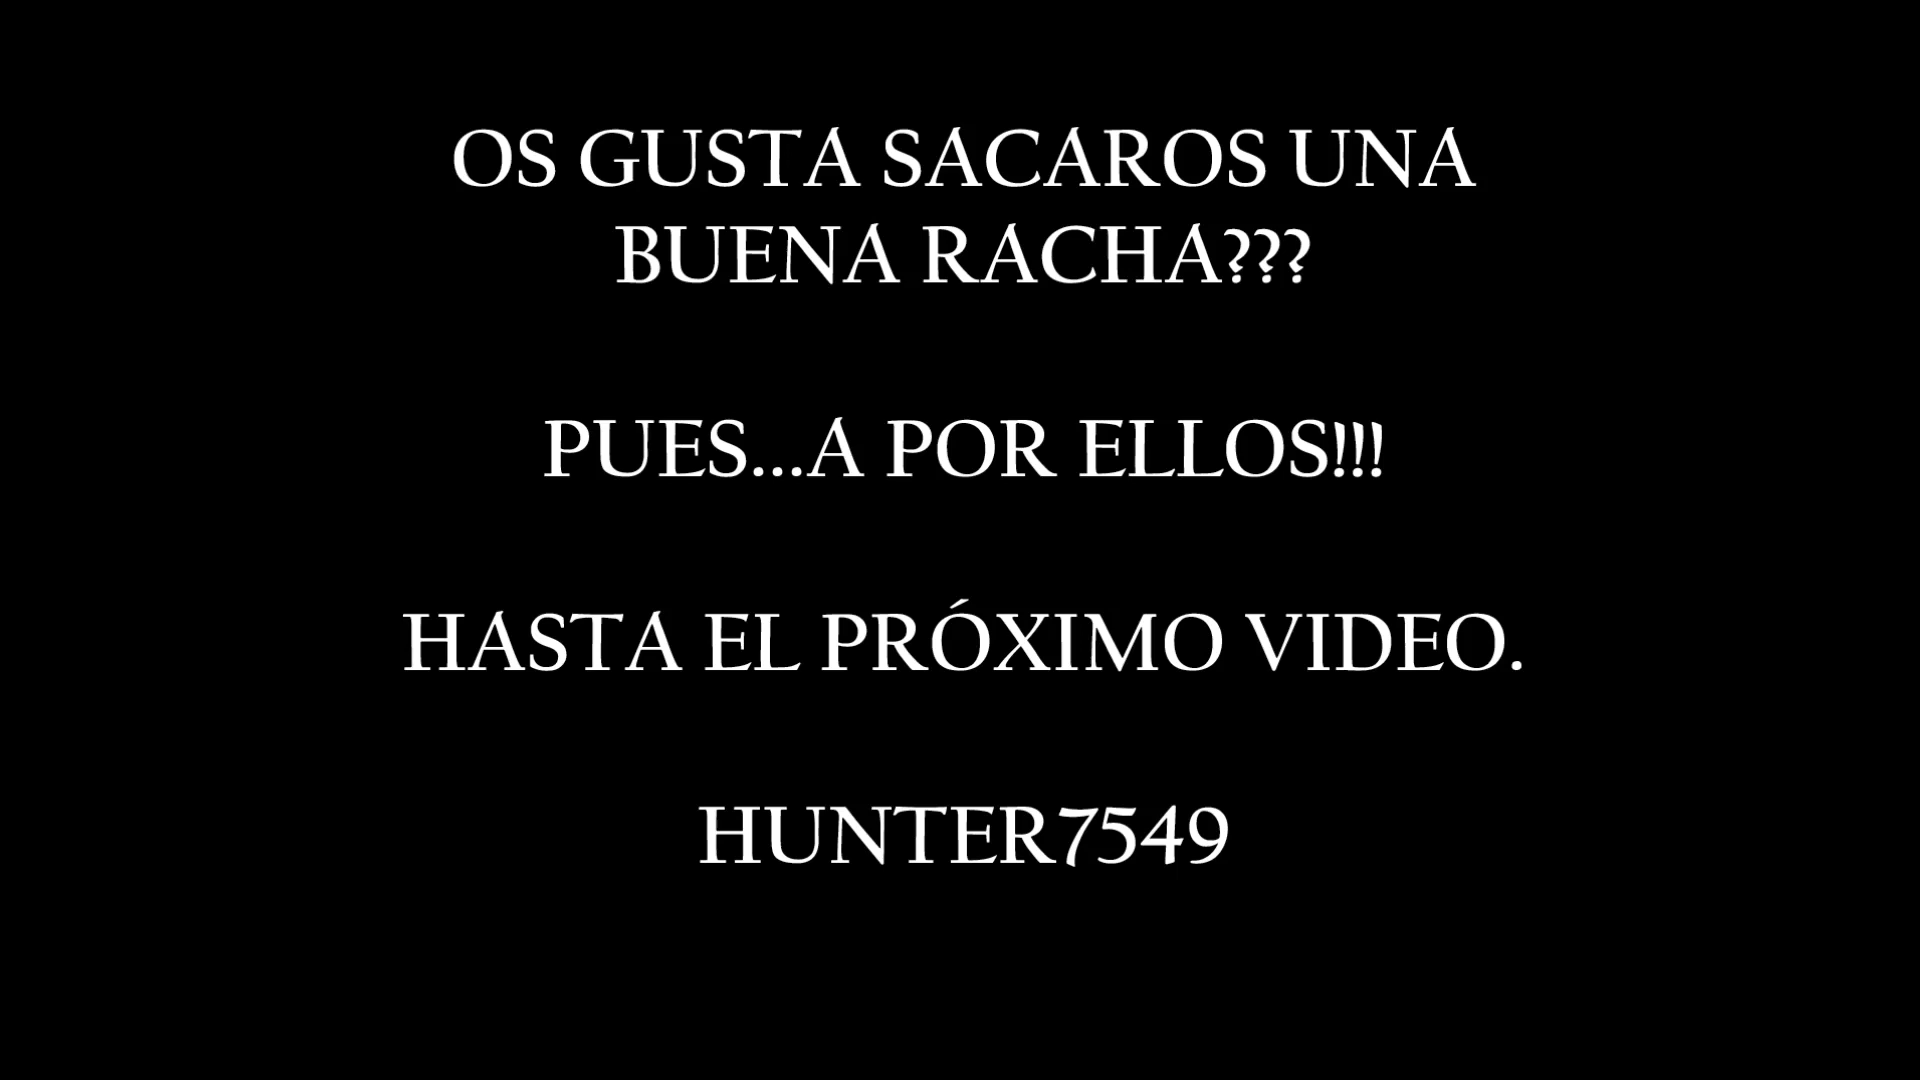 OS GUSTA SACAROS UNA
BUENA RACHA???
PUES...A POR ELLOS!!!
HASTA EL PRÓXIMO VIDEO.
HUNTER7549